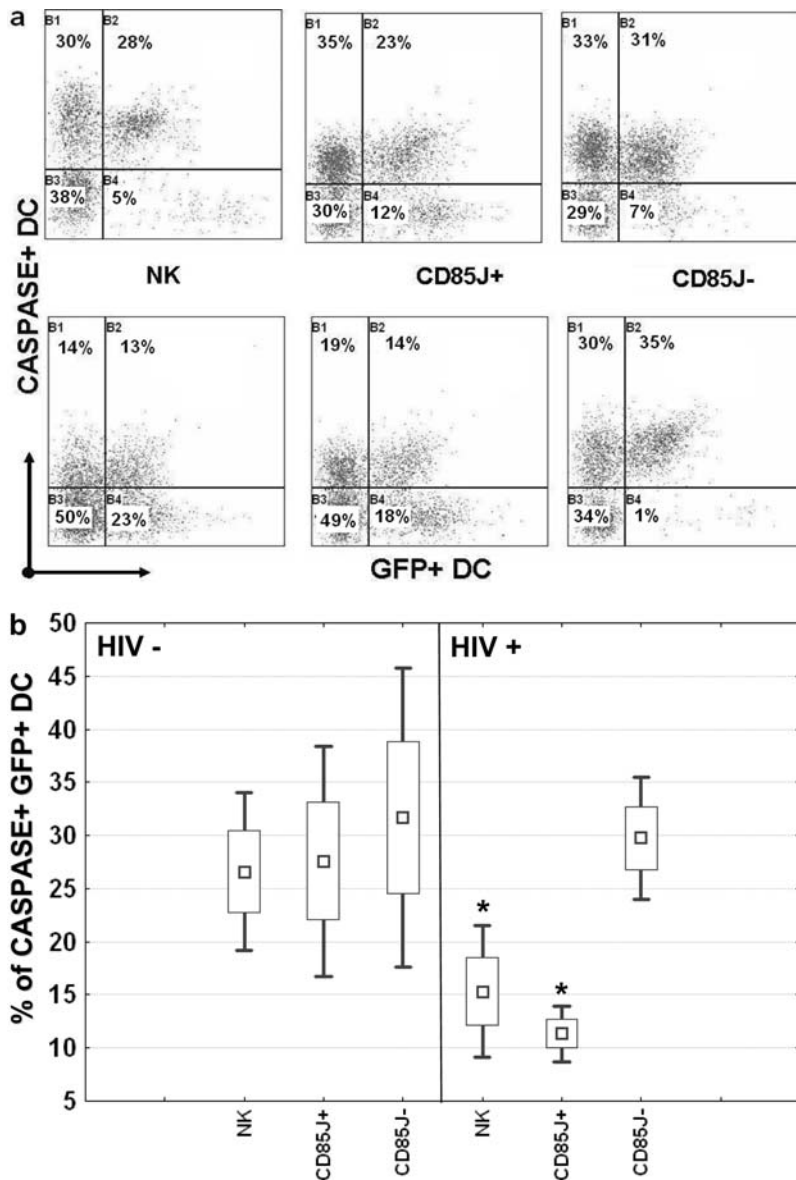 a
B1 B2
30% 28%
B3 B4
38% 5%
B1 B2
35% 23%
B3 B4
30% 12%
B1 B2
33% 31%
B3 B4
29% 7%
CASPASE+ DC
NK CD85J+ CD85J-
B1 B2
14% 13%
B3 B4
50% 23%
B1 B2
19% 14%
B3 B4
49% 18%
B1 B2
30% 35%
B3 B4
34% 1%
GFP+ DC
b
% of CASPASE+ GFP+ DC
50
45
40
35
30
25
20
15
10
5
HIV - HIV +
* *
NK CD85J+ CD85J- NK CD85J+ CD85J-